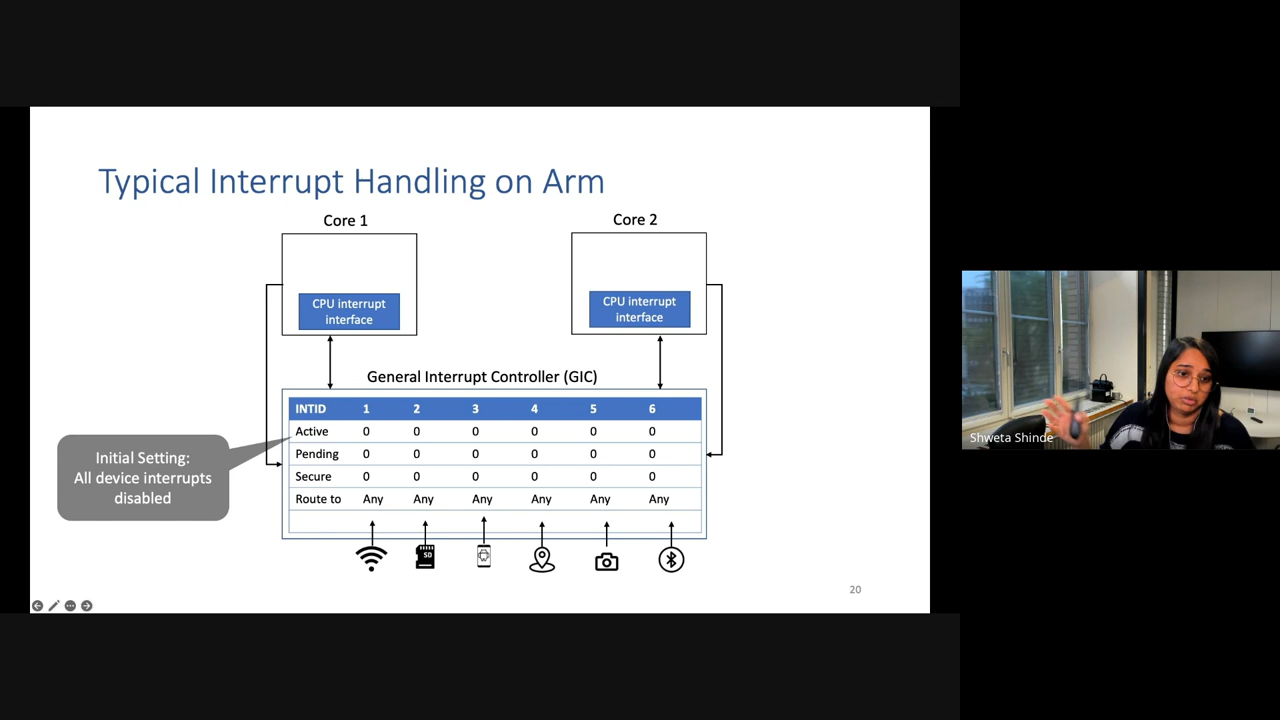 Typical Interrupt Handling on Arm
Core 1
Core 2
CPU interrupt
interface
CPU interrupt
interface
General Interrupt Controller (GIC)
INTID 1 2 3 4 5 6
Active 0 0 0 0 0 0
Pending 0 0 0 0 0 0
Secure 0 0 0 0 0 0
Route to Any Any Any Any Any Any
Initial Setting:
All device interrupts
disabled
SD
20
Shweta Shinde